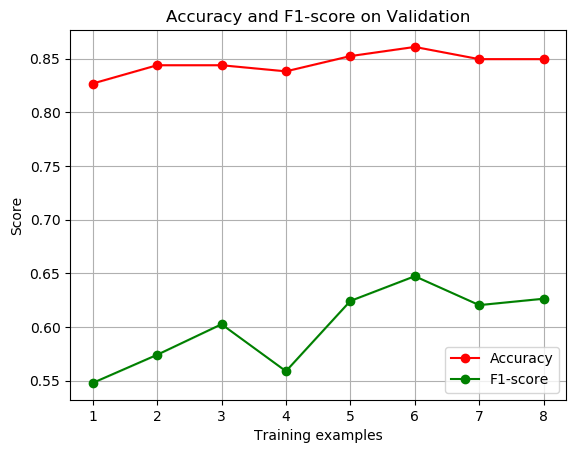 Accuracy and F1-score on Validation
Score
0.85
0.80
0.75
0.70
0.65
0.60
0.55
1 2 3 4 5 6 7 8
Training examples
Accuracy
F1-score